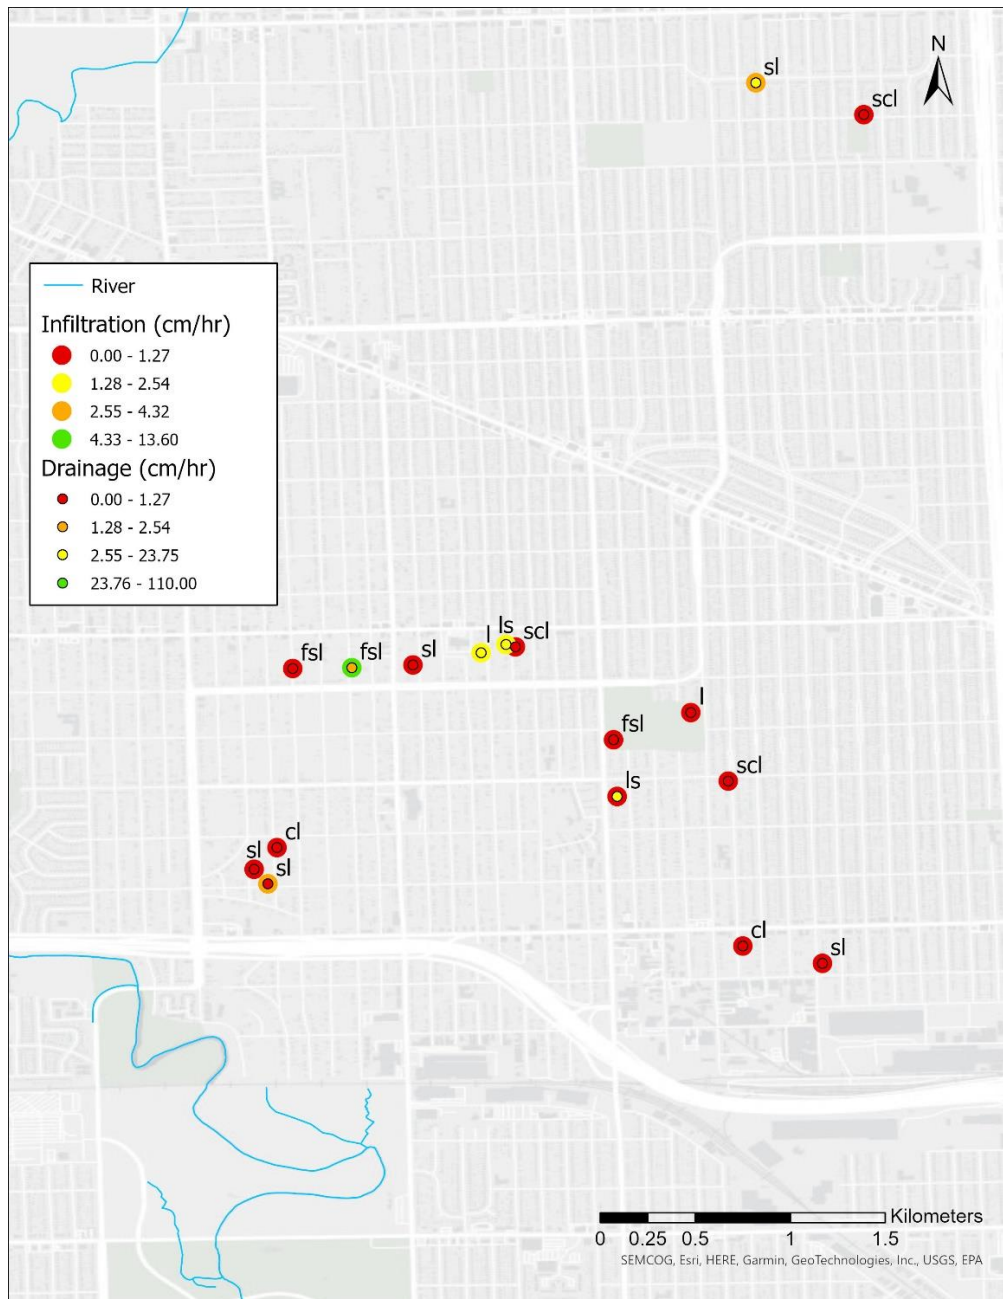 N
sl
scl
River
Infiltration (cm/hr)
0.00 - 1.27
1.28 - 2.54
2.55 - 4.32
4.33 - 13.60
Drainage (cm/hr)
0.00 - 1.27
1.28 - 2.54
2.55 - 23.75
23.76 - 110.00
fsl
fsl
sl
l
ls
scl
l
fsl
scl
ls
cl
sl
sl
cl
sl
Kilometers
0 0.25 0.5 1 1.5
SEMCOG, Esri, HERE, Garmin, GeoTechnologies, Inc., USGS, EPA